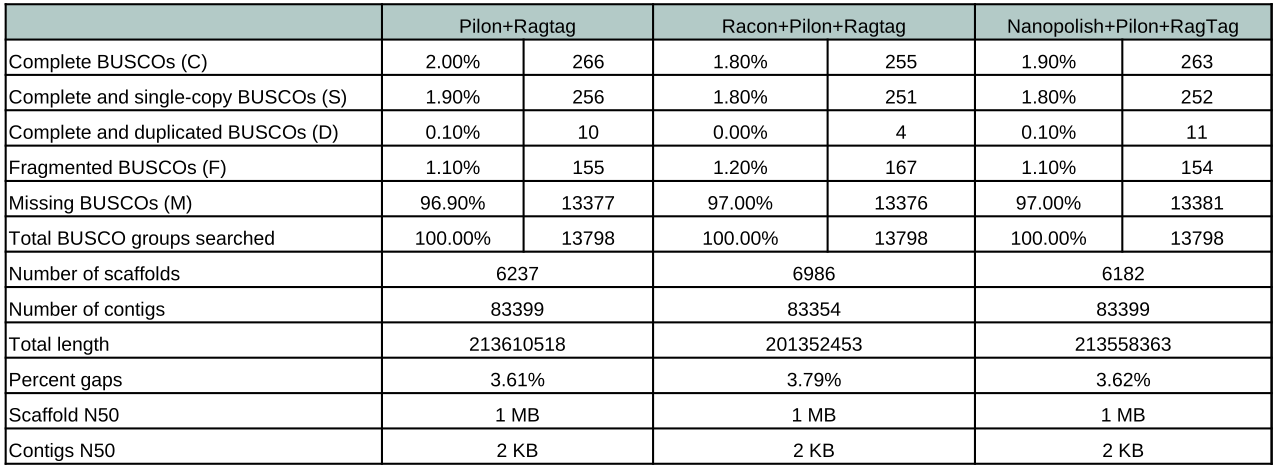 Pilon+Ragtag Racon+Pilon+Ragtag Nanopolish+Pilon+RagTag
Complete BUSCOs (C) 2.00% 266 1.80% 255 1.90% 263
Complete and single-copy BUSCOs (S) 1.90% 256 1.80% 251 1.80% 252
Complete and duplicated BUSCOs (D) 0.10% 10 0.00% 4 0.10% 11
Fragmented BUSCOs (F) 1.10% 155 1.20% 167 1.10% 154
Missing BUSCOs (M) 96.90% 13377 97.00% 13376 97.00% 13381
Total BUSCO groups searched 100.00% 13798 100.00% 13798 100.00% 13798
Number of scaffolds 6237 6986 6182
Number of contigs 83399 83354 83399
Total length 213610518 201352453 213558363
Percent gaps 3.61% 3.79% 3.62%
Scaffold N50 1 MB 1 MB 1 MB
Contigs N50 2 KB 2 KB 2 KB